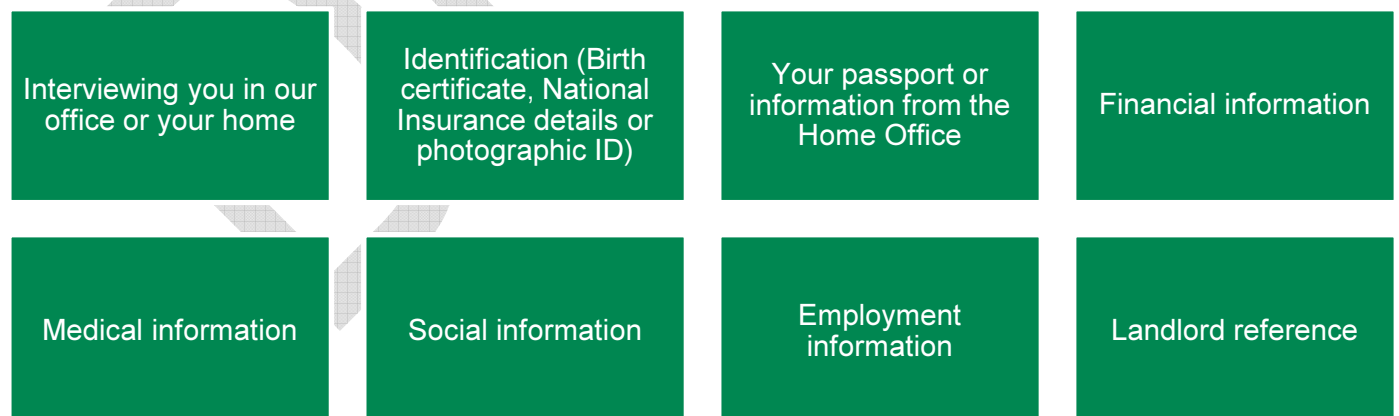 Interviewing you in our
office or your home
Identification (Birth
certificate, National
Insurance details or
photographic ID)
Your passport or
information from the
Home Office
Financial information
Medical information
Social information
Employment
information
Landlord reference